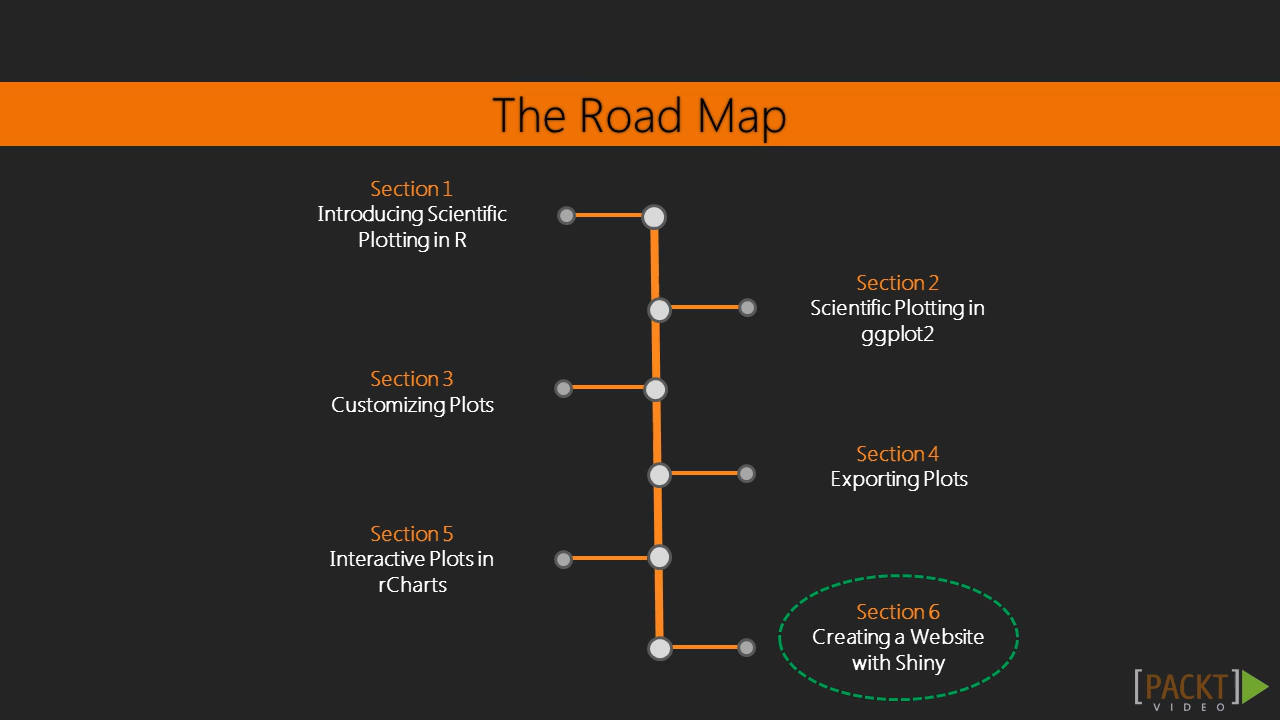 The Road Map
Section 1
Introducing Scientific
Plotting in R
Section 2
Scientific Plotting in
ggplot2
Section 3
Customizing Plots
Section 4
Exporting Plots
Section 5
Interactive Plots in
rCharts
Section 6
Creating a Website
with Shiny
[PACKT]
VIDEO